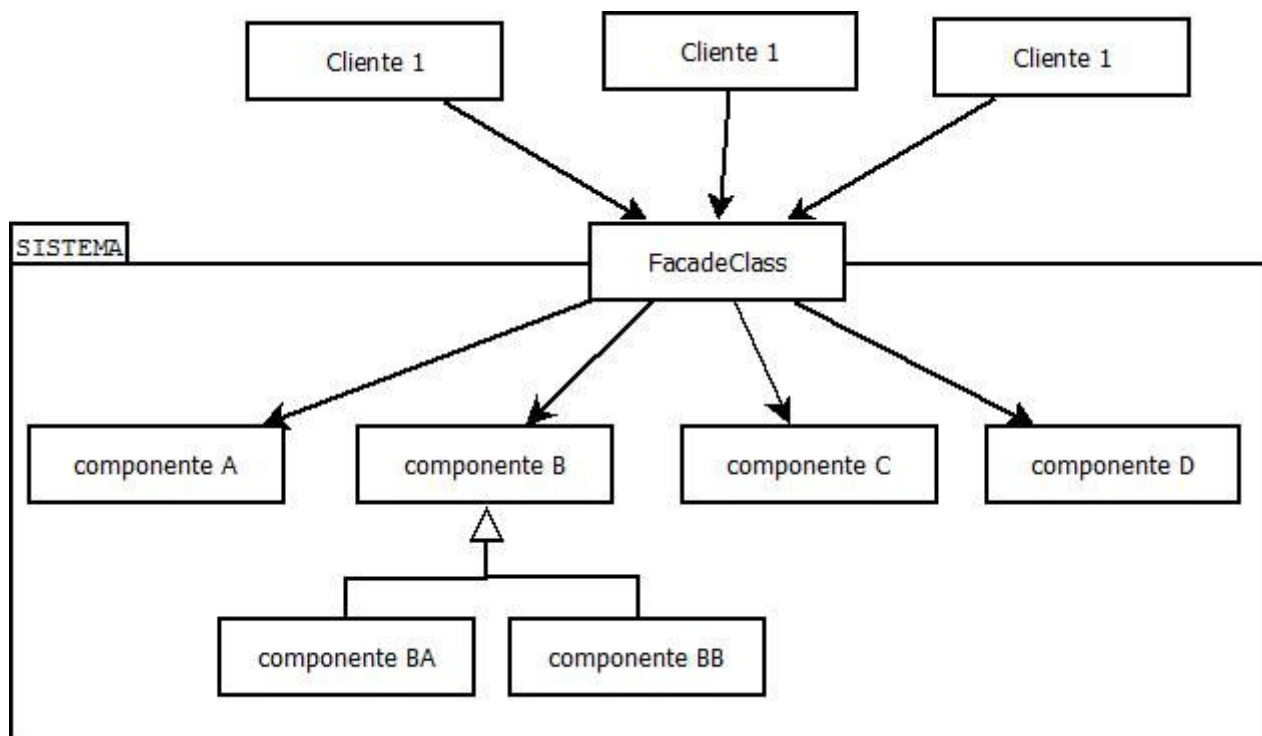 Cliente 1
Cliente 1
Cliente 1
SISTEMA
FacadeClass
componente A
componente B
componente C
componente D
componente BA
componente BB